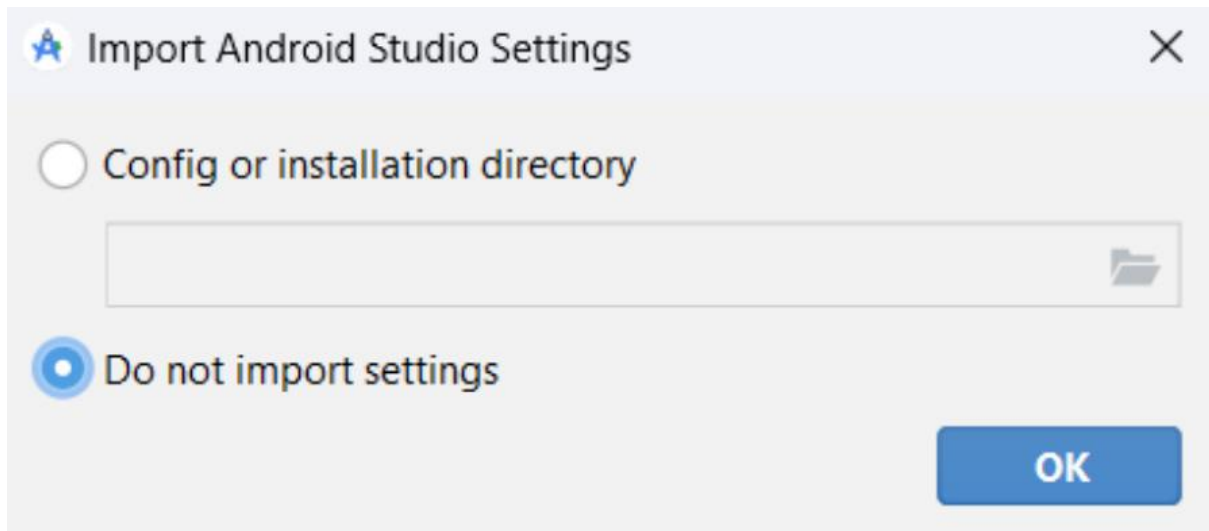 Import Android Studio Settings
Config or installation directory
Do not import settings
OK